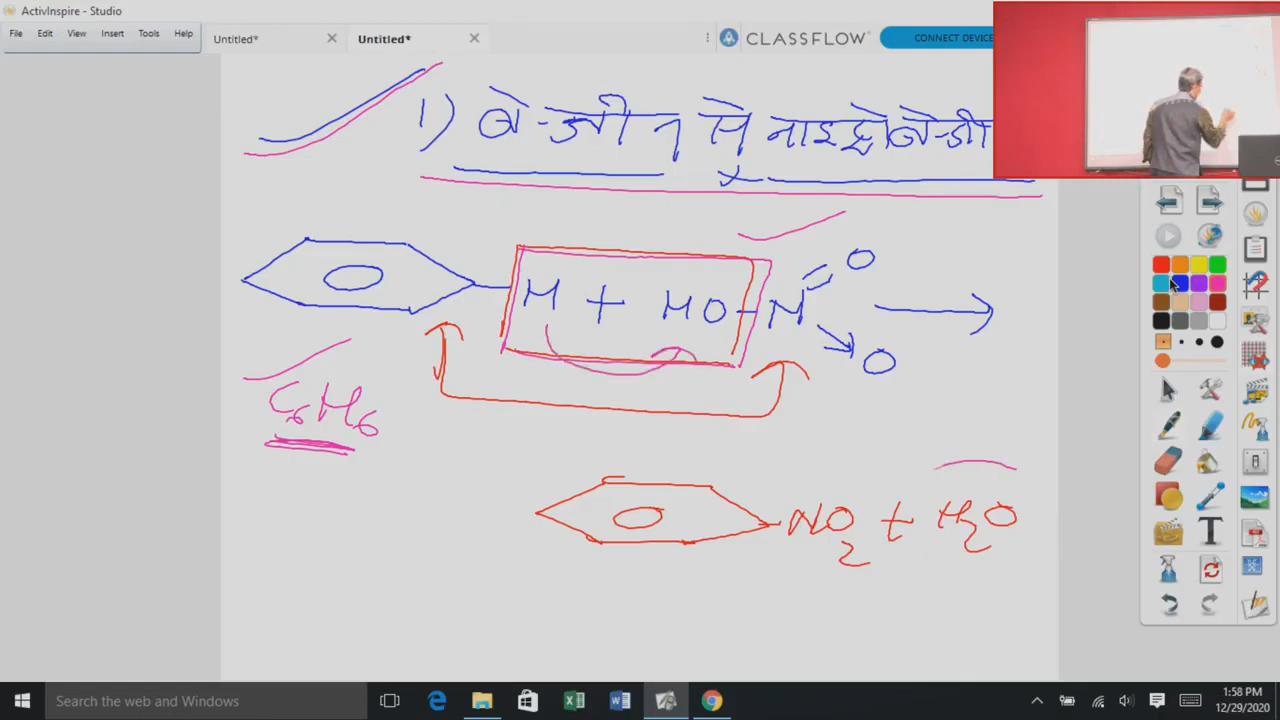 ActivInspire - Studio
File Edit View Insert Tools Help
Untitled* Untitled*
CLASSFLOW CONNECT DEVICE
1) बेन्जीन से नाइट्रोबेन्जी
H + HO - N O
O
C6H6
NO2 + H2O
Search the web and Windows
1:58 PM
12/29/2020